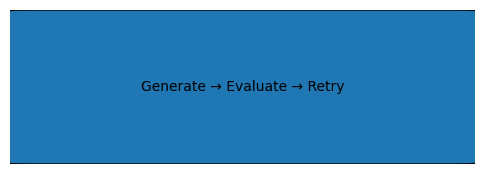 Generate → Evaluate → Retry